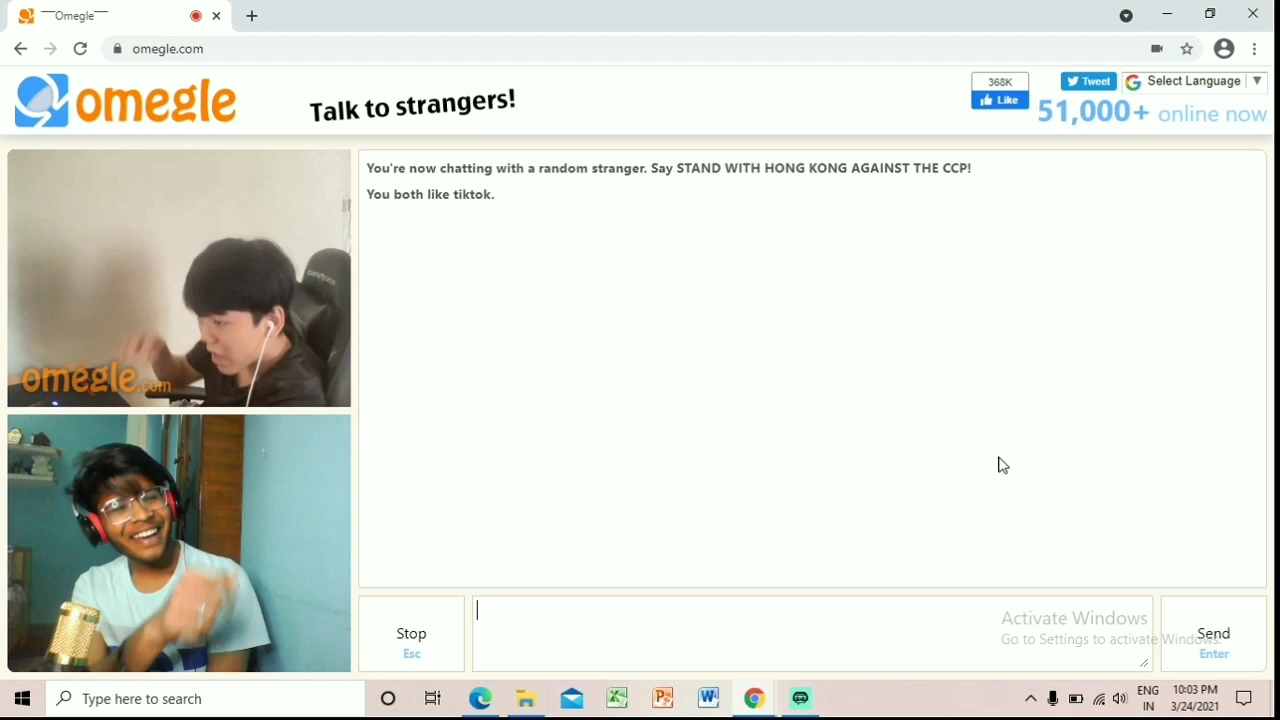 Omegle
omegle.com
omegle
Talk to strangers!
368K
Like
Tweet
Select Language
51,000+ online now
You're now chatting with a random stranger. Say STAND WITH HONG KONG AGAINST THE CCP!
You both like tiktok.
omegle.com
Stop
Esc
Activate Windows
Go to Settings to activate Windows.
Send
Enter
Type here to search
ENG
IN
10:03 PM
3/24/2021